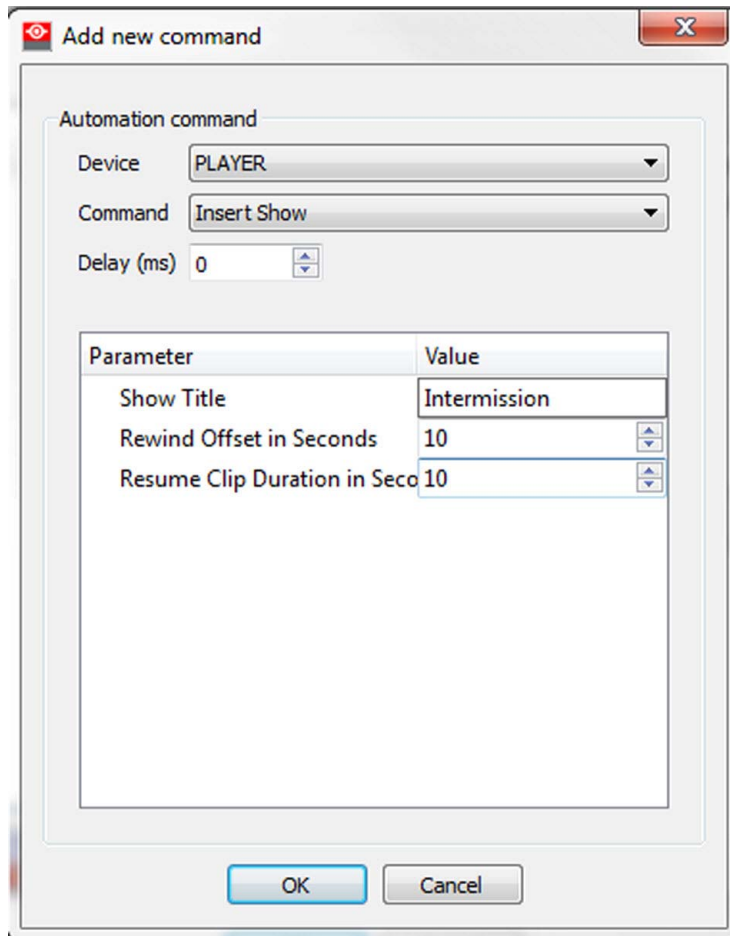 Add new command
Automation command
Device PLAYER
Command Insert Show
Delay (ms) 0
Parameter Value
Show Title Intermission
Rewind Offset in Seconds 10
Resume Clip Duration in Seco 10
OK Cancel